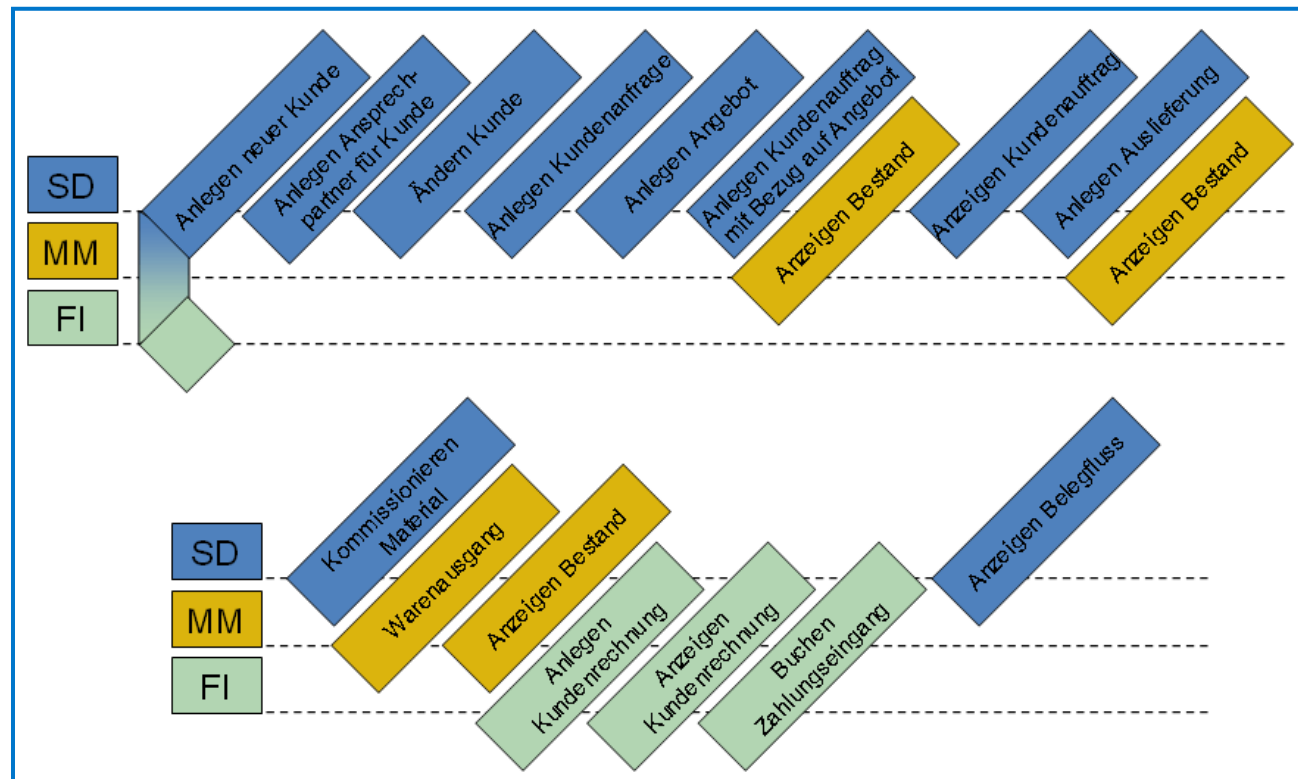 SD
MM
FI
Anlegen neuer Kunde
Anlegen Ansprech-
partner für Kunde
Ändern Kunde
Anlegen Kundenanfrage
Anlegen Angebot
Anlegen Kundenauftrag
mit Bezug auf Angebot
Anzeigen Bestand
Anzeigen Kundenauftrag
Anlegen Auslieferung
Anzeigen Bestand
SD
MM
FI
Kommissionieren
Material
Warenausgang
Anzeigen Bestand
Anlegen
Kundenrechnung
Anzeigen
Kundenrechnung
Buchen
Zahlungseingang
Anzeigen Belegfluss